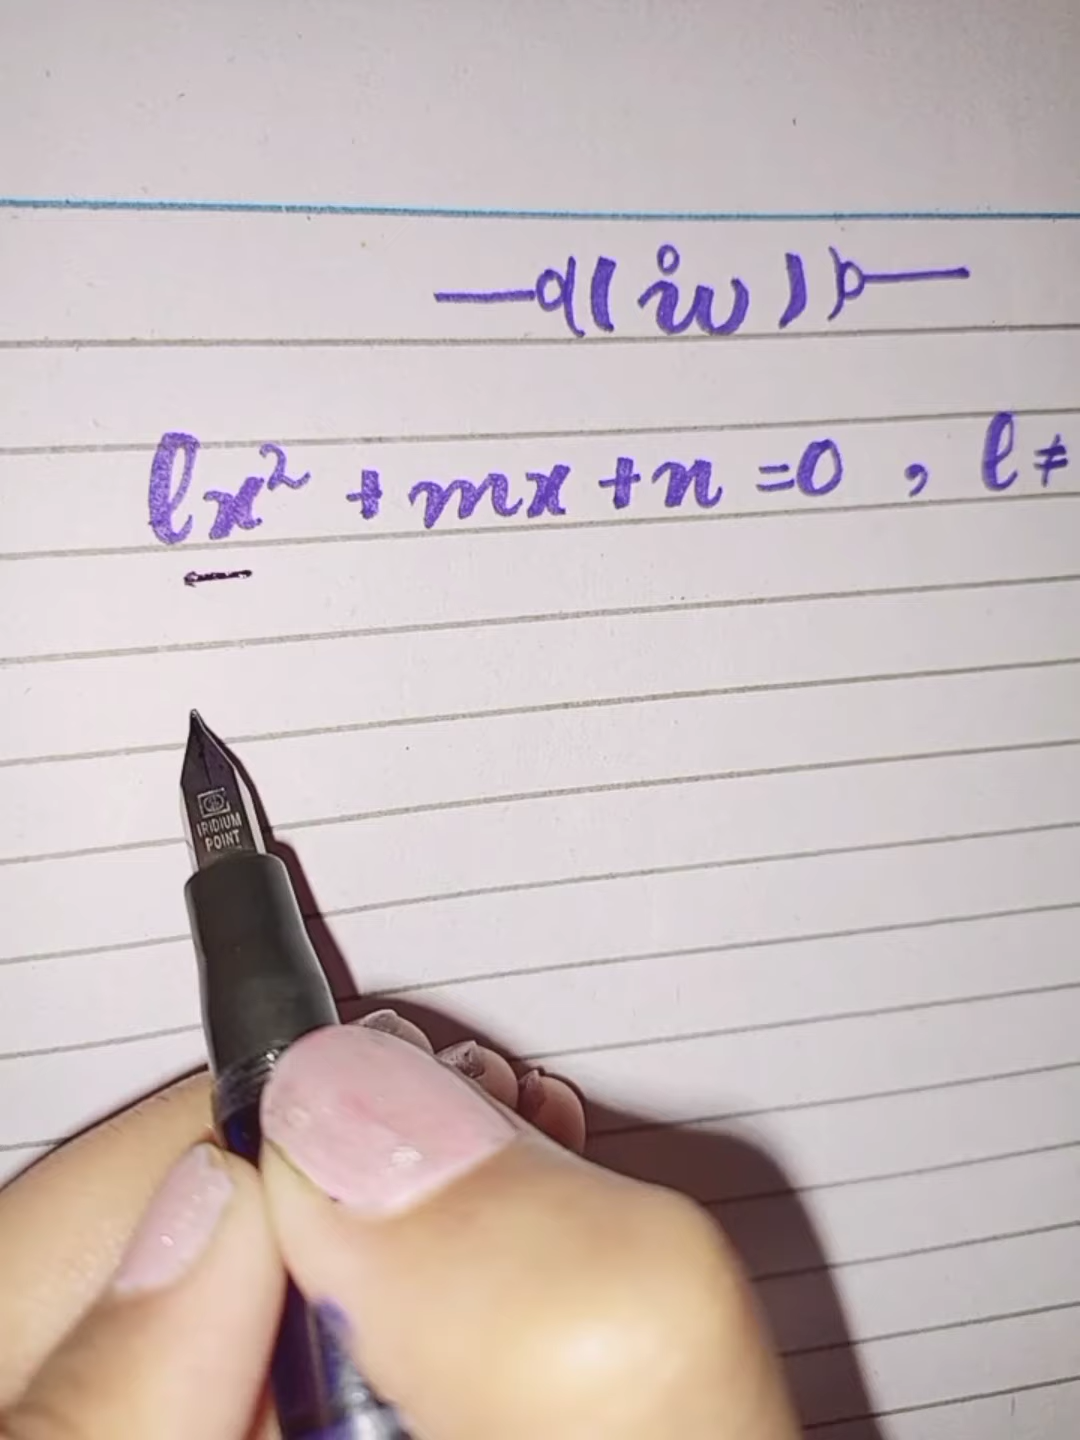 (iv)
lx² + mx + n = 0 , l ≠
IRIDIUM
POINT